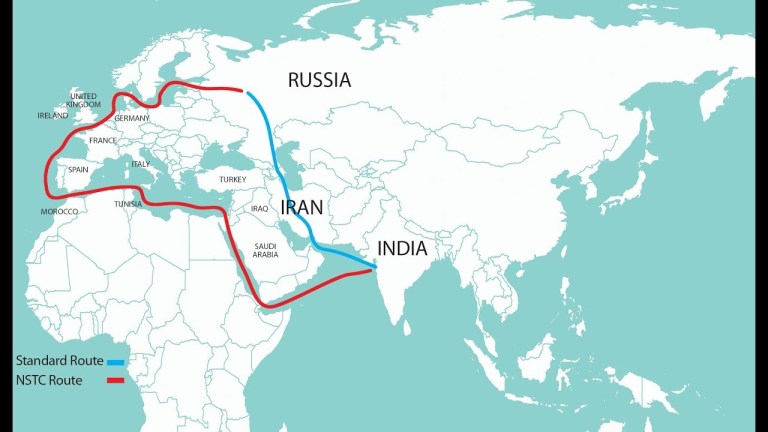 RUSSIA
UNITED
KINGDOM
IRELAND
GERMANY
FRANCE
ITALY
SPAIN
TURKEY
MOROCCO
TUNISIA
IRAQ
IRAN
SAUDI
ARABIA
INDIA
Standard Route
NSTC Route